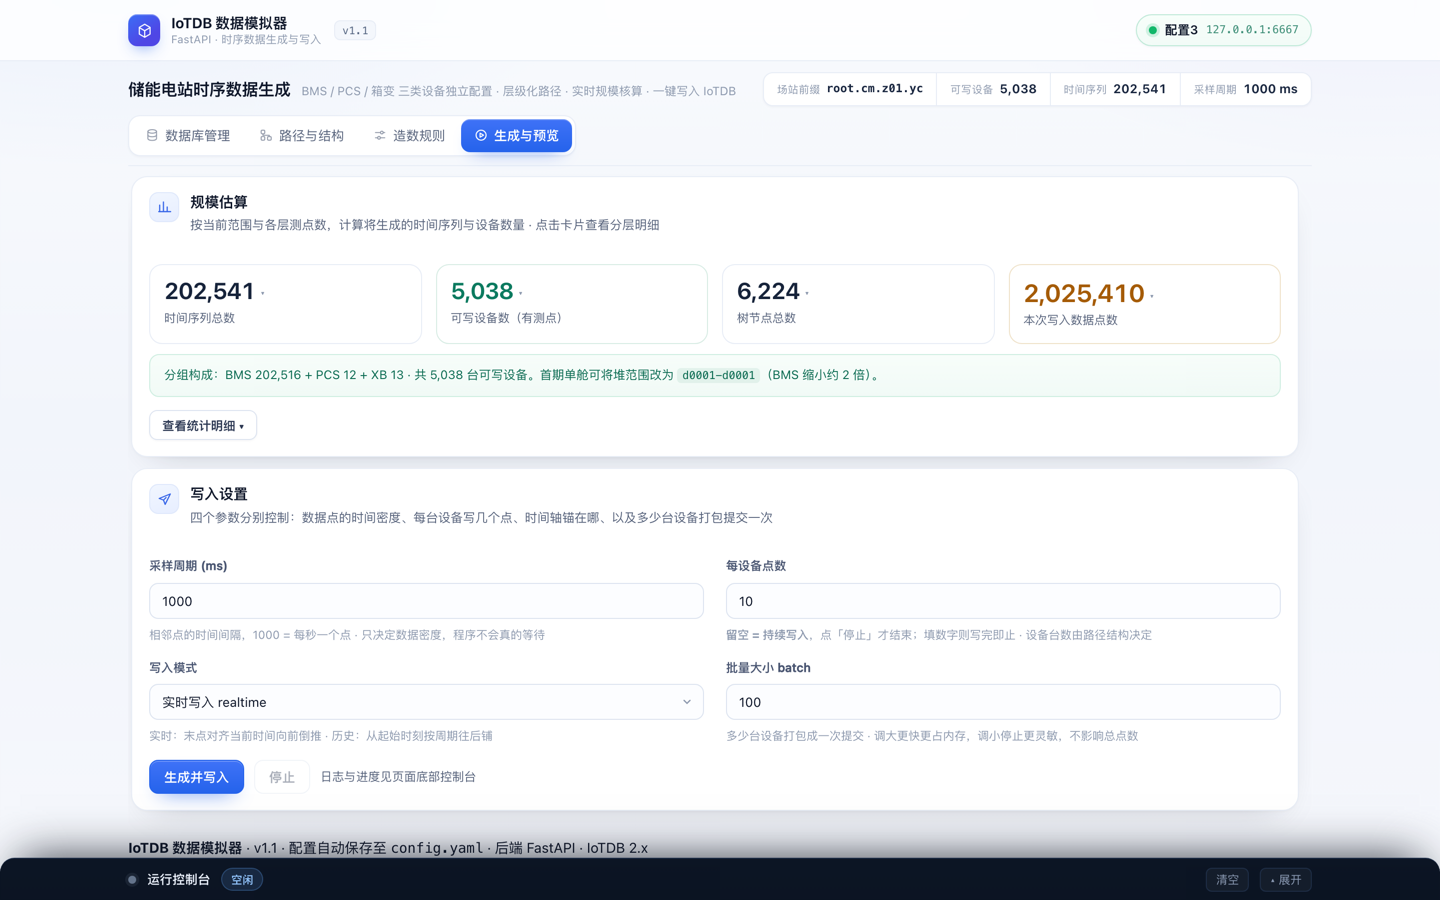 IoTDB 数据模拟器
FastAPI · 时序数据生成与写入
v1.1
配置3 127.0.0.1:6667
储能电站时序数据生成 BMS / PCS / 箱变 三类设备独立配置 · 层级化路径 · 实时规模核算 · 一键写入 IoTDB
场站前缀 root.cm.z01.yc
可写设备 5,038
时间序列 202,541
采样周期 1000 ms
数据库管理
路径与结构
造数规则
生成与预览
规模估算
按当前范围与各层测点数，计算将生成的时间序列与设备数量 · 点击卡片查看分层明细
202,541
时间序列总数
5,038
可写设备数（有测点）
6,224
树节点总数
2,025,410
本次写入数据点数
分组构成：BMS 202,516 + PCS 12 + XB 13 · 共 5,038 台可写设备。首期单舱可将堆范围改为 d0001–d0001 （BMS 缩小约 2 倍）。
查看统计明细 ▾
写入设置
四个参数分别控制：数据点的时间密度、每台设备写几个点、时间轴锚在哪、以及多少台设备打包提交一次
采样周期 (ms)
1000
相邻点的时间间隔，1000 = 每秒一个点 · 只决定数据密度，程序不会真的等待
每设备点数
10
留空 = 持续写入，点「停止」才结束；填数字则写完即止 · 设备台数由路径结构决定
写入模式
实时写入 realtime
实时：末点对齐当前时间向前倒推 · 历史：从起始时刻按周期往后铺
批量大小 batch
100
多少台设备打包成一次提交 · 调大更快更占内存，调小停止更灵敏，不影响总点数
生成并写入
停止
日志与进度见页面底部控制台
IoTDB 数据模拟器 · v1.1 · 配置自动保存至 config.yaml · 后端 FastAPI · IoTDB 2.x
运行控制台
空闲
清空
▴ 展开